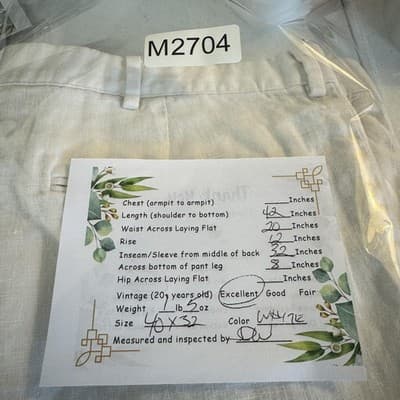 M2704
Chest (armpit to armpit) Inches
Length (shoulder to bottom) 42 Inches
Waist Across Laying Flat 20 Inches
Rise 12 Inches
Inseam/Sleeve from middle of back 32 Inches
Across bottom of pant leg 8 Inches
Hip Across Laying Flat Inches
Vintage (20+ years old) Excellent Good Fair
Weight 1 lb 5 oz
Size 40 x 32 Color WHITE
Measured and inspected by